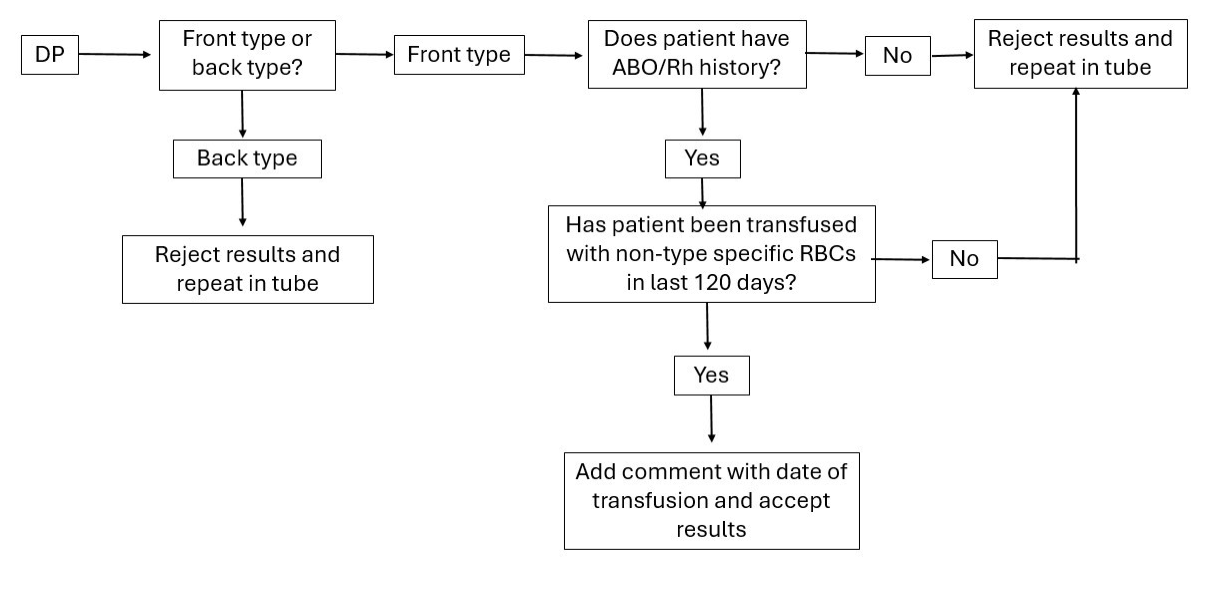 DP
Front type or
back type?
Front type
Does patient have
ABO/Rh history?
No
Reject results and
repeat in tube
Back type
Yes
Reject results and
repeat in tube
Has patient been transfused
with non-type specific RBCs
in last 120 days?
No
Yes
Add comment with date of
transfusion and accept
results